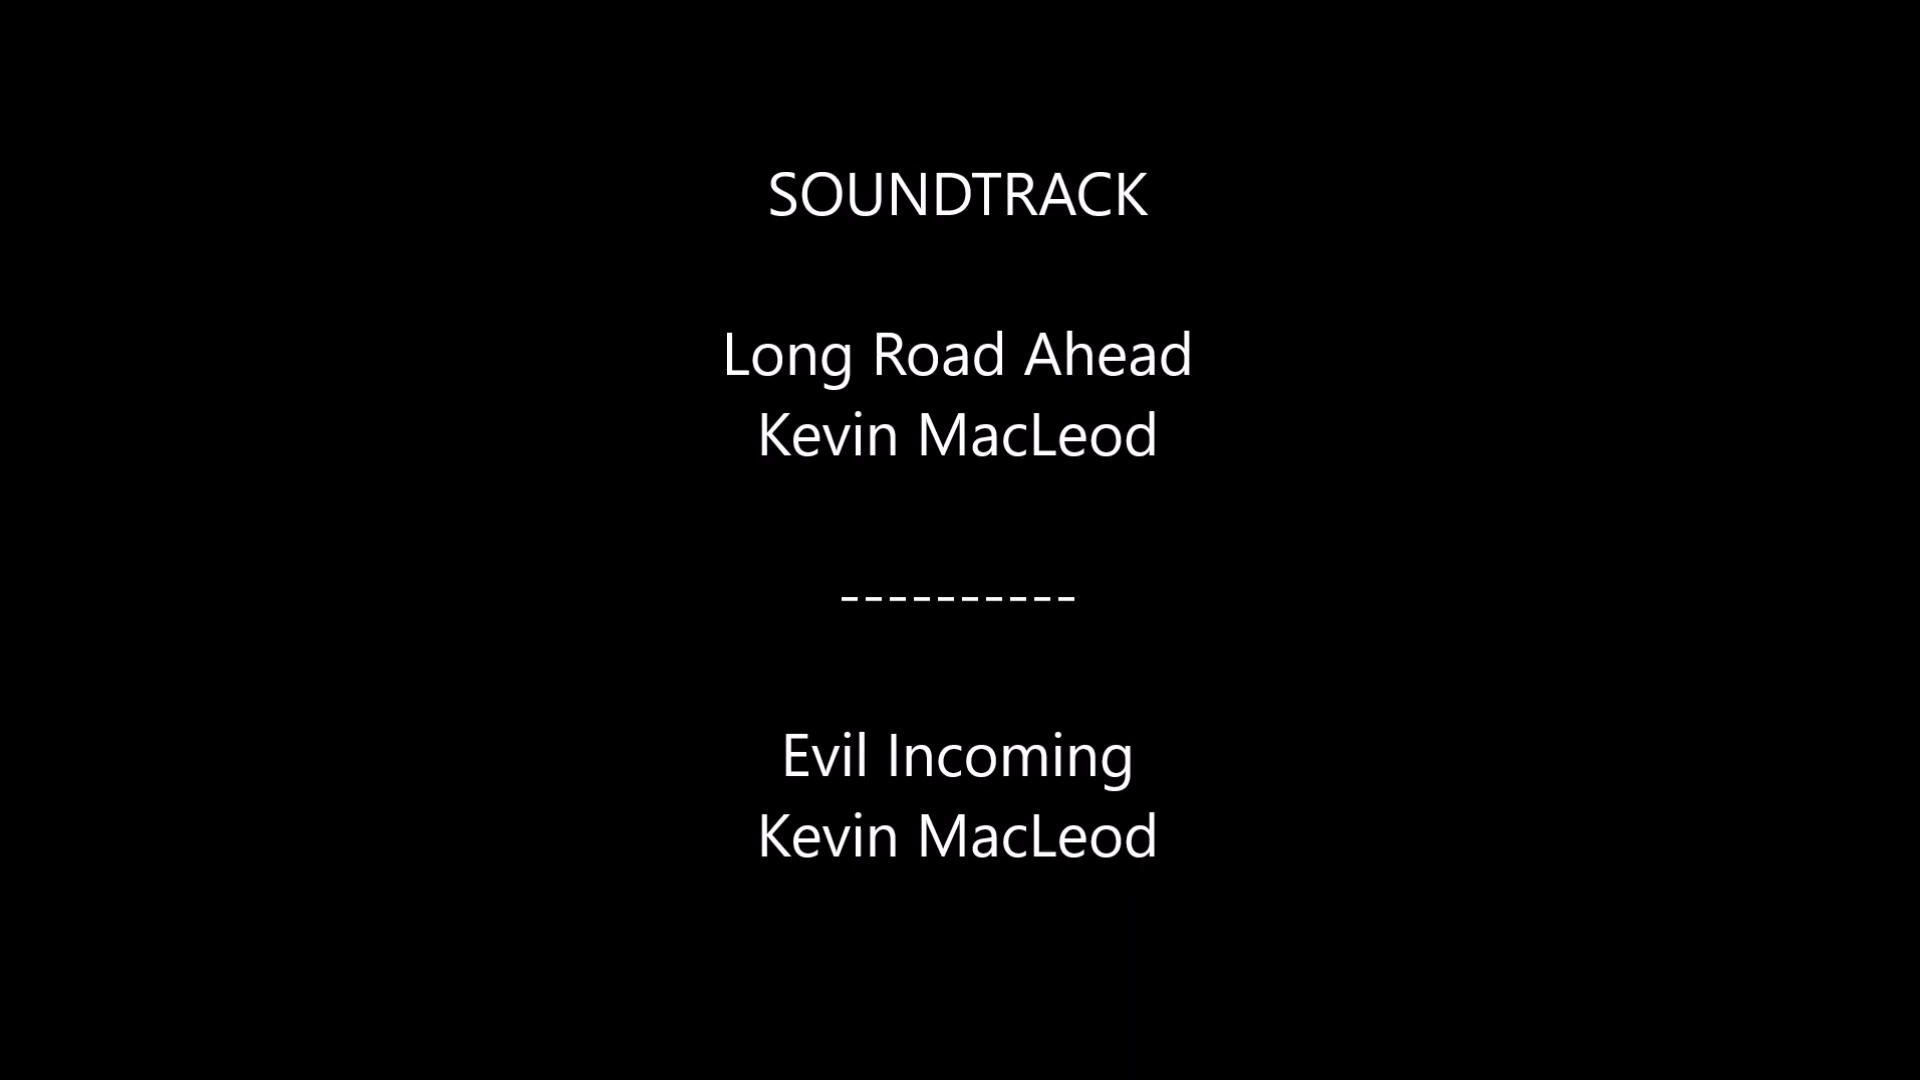 SOUNDTRACK
Long Road Ahead
Kevin MacLeod
----------
Evil Incoming
Kevin MacLeod